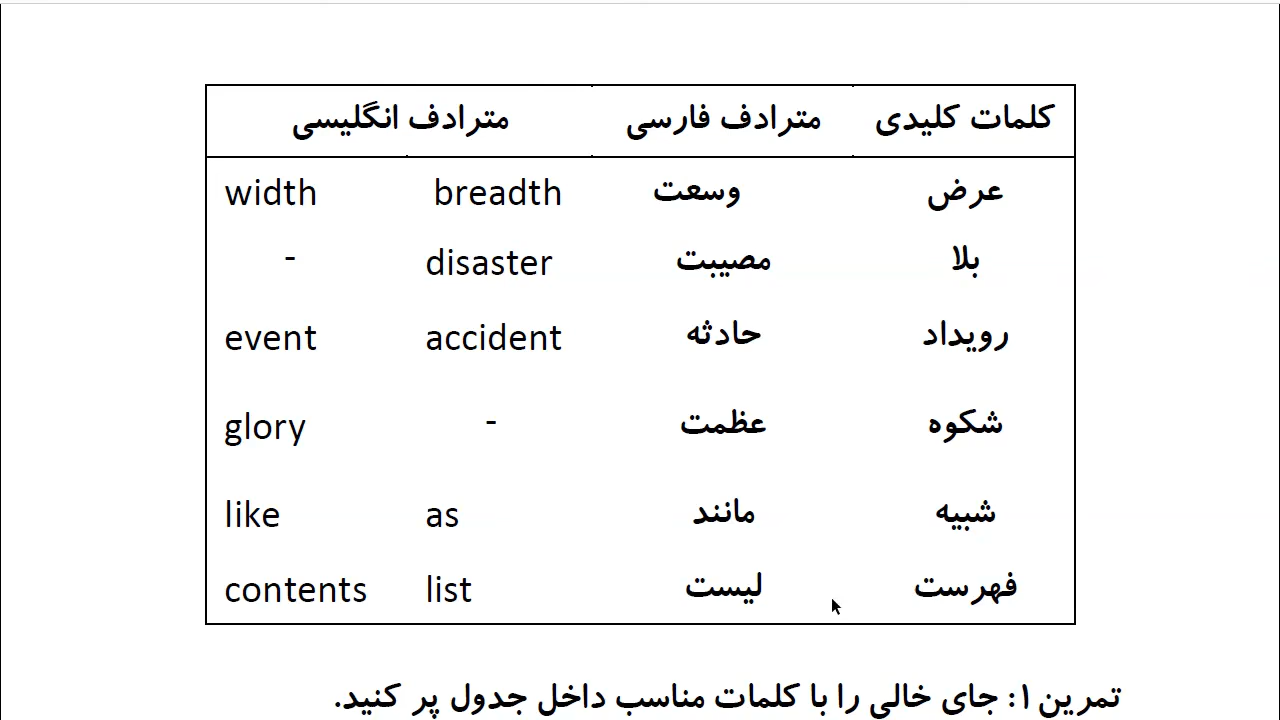 کلمات کلیدی مترادف فارسی مترادف انگلیسی
عرض وسعت breadth width
بلا مصیبت disaster -
رویداد حادثه accident event
شکوه عظمت - glory
شبیه مانند as like
فهرست لیست list contents
تمرین۱: جای خالی را با کلمات مناسب داخل جدول پر کنید.